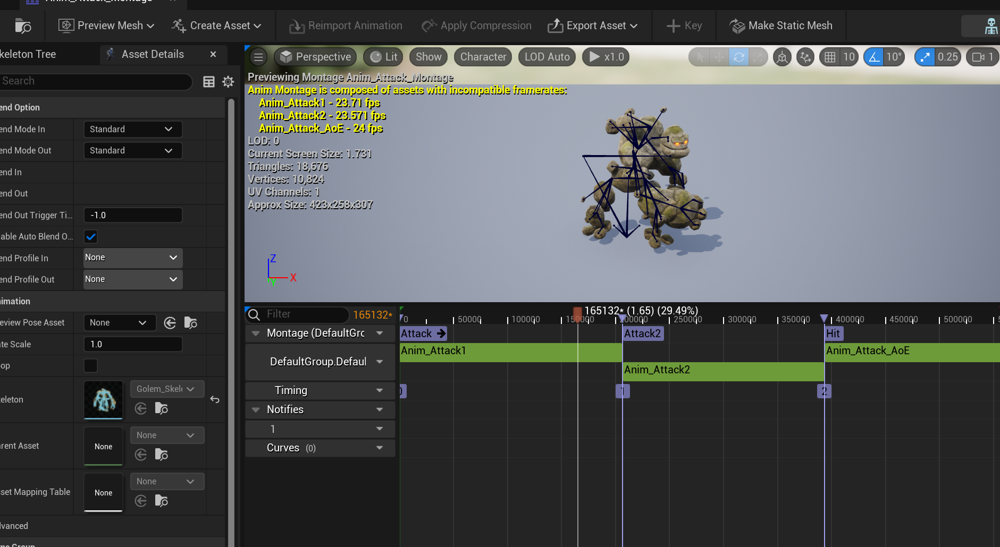 Anim_Attack_Montage
Preview Mesh
Create Asset
Reimport Animation
Apply Compression
Export Asset
Key
Make Static Mesh
keleton Tree
Asset Details
Search
end Option
end Mode In
Standard
end Mode Out
Standard
end In
end Out
end Out Trigger Ti...
-1.0
able Auto Blend O...
end Profile In
None
end Profile Out
None
nimation
eview Pose Asset
None
te Scale
1.0
op
eleton
Golem_Skele
rent Asset
None
None
sset Mapping Table
None
None
dvanced
Perspective
Lit
Show
Character
LOD Auto
x1.0
10
10°
0.25
1
Previewing Montage Anim_Attack_Montage
Anim Montage is composed of assets with incompatible framerates:
Anim_Attack1 - 23.71 fps
Anim_Attack2 - 23.571 fps
Anim_Attack_AoE - 24 fps
LOD: 0
Current Screen Size: 1.731
Triangles: 18,676
Vertices: 10,824
UV Channels: 1
Approx Size: 423x258x307
Z
X
Y
Filter
165132*
165132* (1.65) (29.49%)
0 50000 100000 150000 200000 250000 300000 350000 400000 450000 500000
Montage (DefaultGro
Attack
Attack2
Hit
DefaultGroup.Defaul
Anim_Attack1
Anim_Attack_AoE
Anim_Attack2
Timing
1
2
Notifies
1
Curves (0)